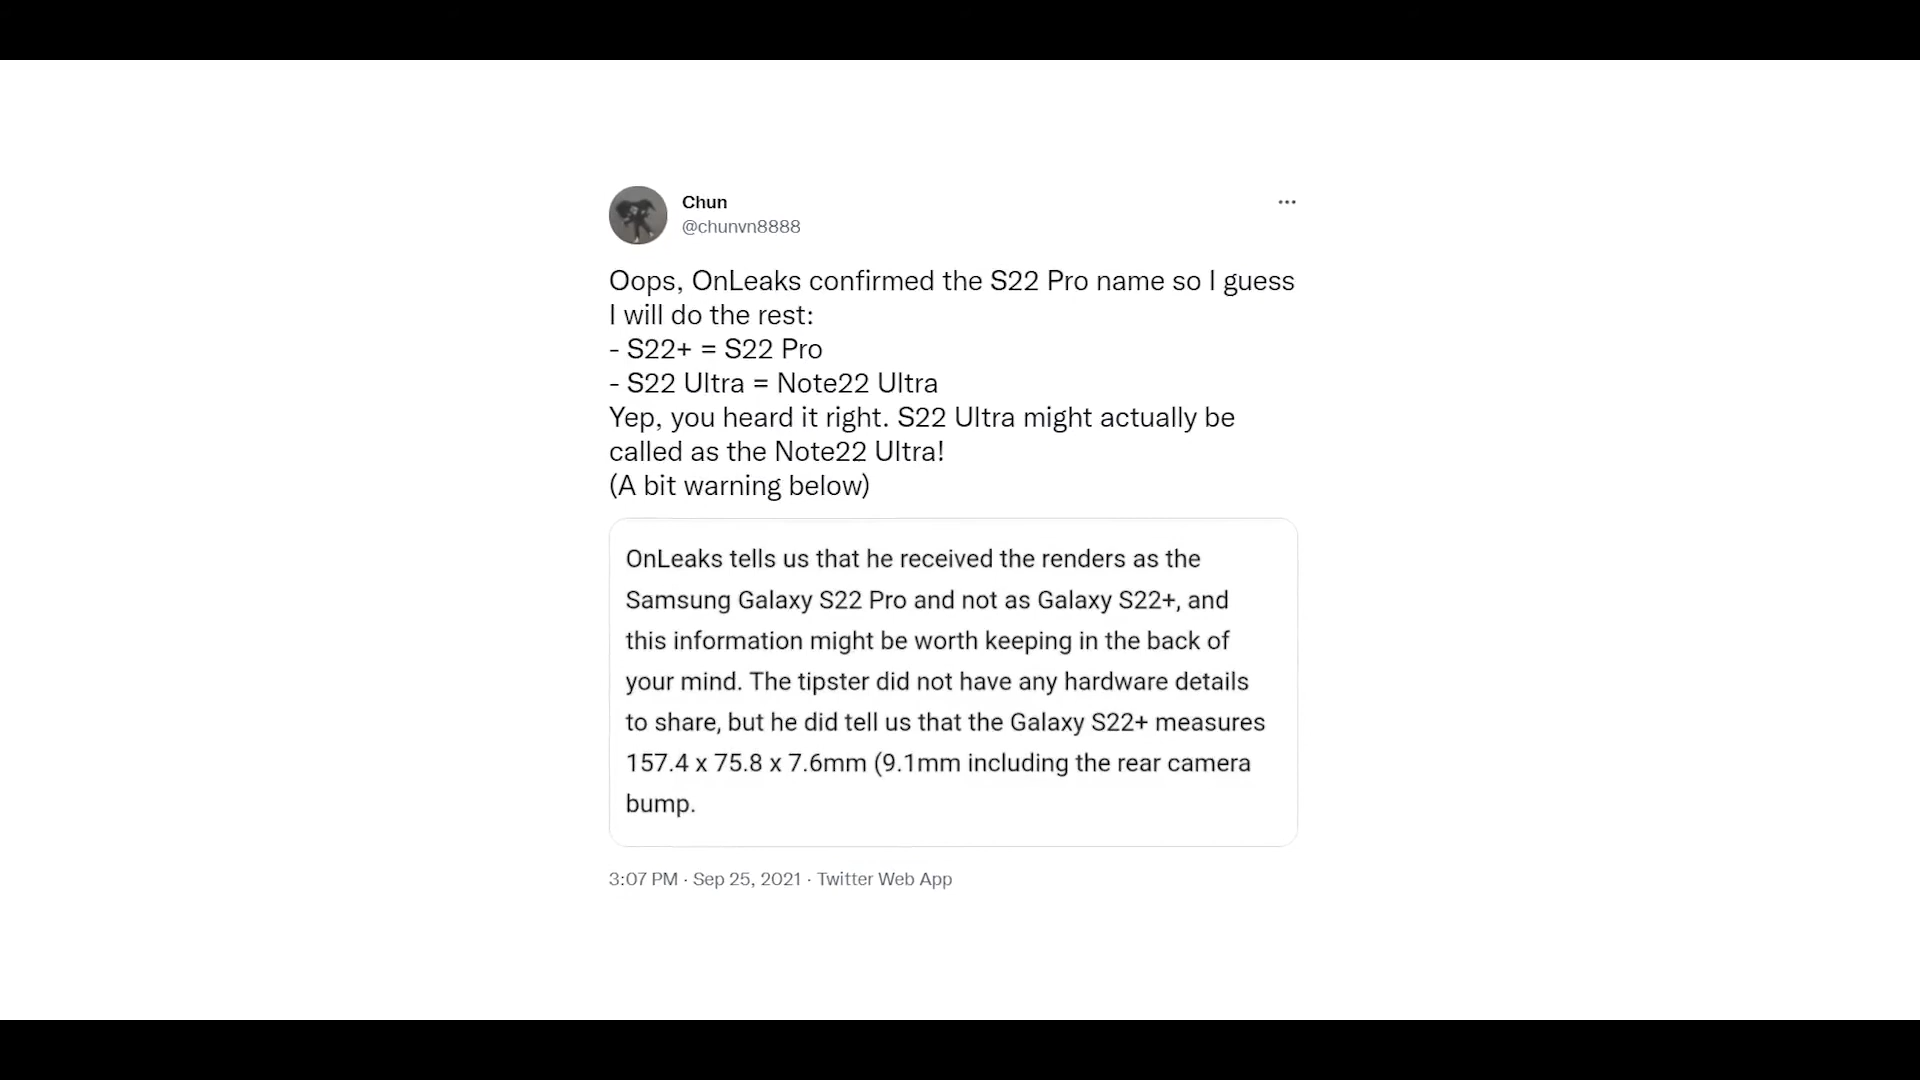 Chun
@chunvn8888
Oops, OnLeaks confirmed the S22 Pro name so I guess
I will do the rest:
- S22+ = S22 Pro
- S22 Ultra = Note22 Ultra
Yep, you heard it right. S22 Ultra might actually be
called as the Note22 Ultra!
(A bit warning below)
OnLeaks tells us that he received the renders as the
Samsung Galaxy S22 Pro and not as Galaxy S22+, and
this information might be worth keeping in the back of
your mind. The tipster did not have any hardware details
to share, but he did tell us that the Galaxy S22+ measures
157.4 x 75.8 x 7.6mm (9.1mm including the rear camera
bump.
3:07 PM · Sep 25, 2021 · Twitter Web App